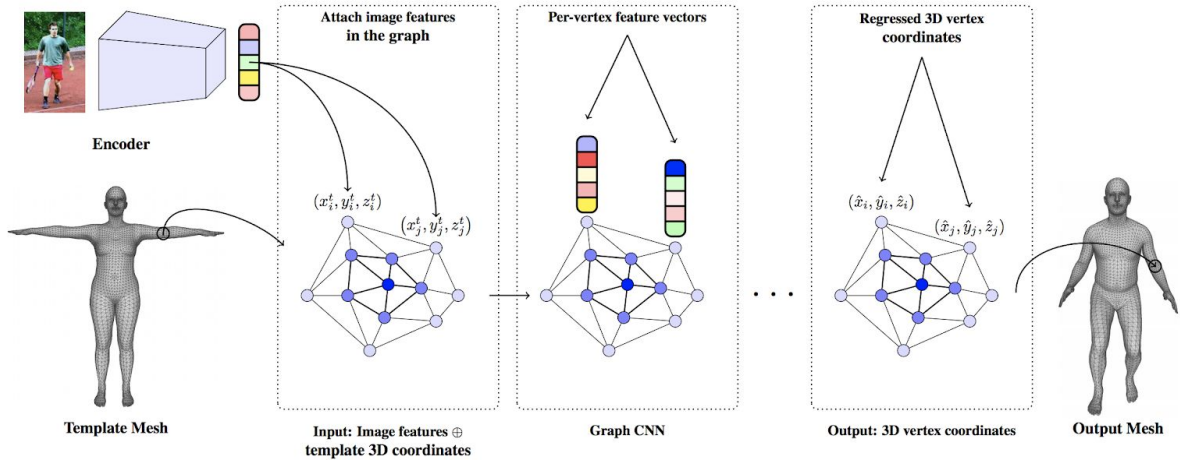 Attach image features
in the graph
Per-vertex feature vectors
Regressed 3D vertex
coordinates
Encoder
(x_i^t, y_i^t, z_i^t)
(x_j^t, y_j^t, z_j^t)
(x̂_i, ŷ_i, ẑ_i)
(x̂_j, ŷ_j, ẑ_j)
. . .
Template Mesh
Input: Image features ⊕
template 3D coordinates
Graph CNN
Output: 3D vertex coordinates
Output Mesh